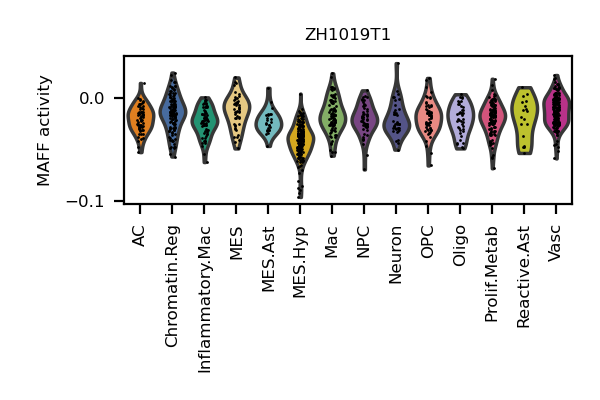 ZH1019T1
MAFF activity
0.0
−0.1
AC
Chromatin.Reg
Inflammatory.Mac
MES
MES.Ast
MES.Hyp
Mac
NPC
Neuron
OPC
Oligo
Prolif.Metab
Reactive.Ast
Vasc